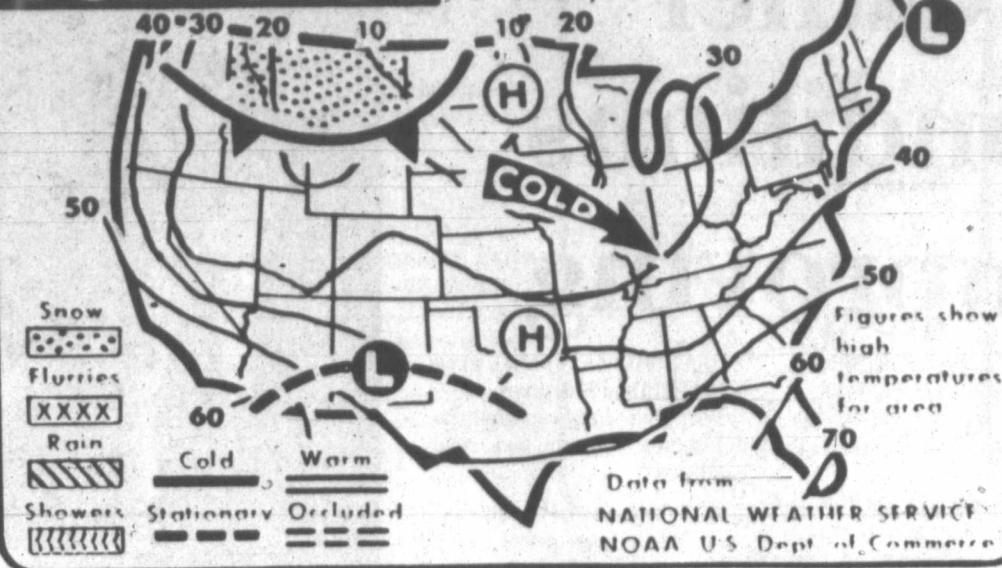 40 30 20 10 10 20
L
H
30
COLD
40
50
50
H
L
60
60
70
Snow
Flurries
XXXX
Rain
Showers
Cold Warm
Stationary Occluded
Figures show
high
temperatures
for area
Data from
NATIONAL WEATHER SERVICE
NOAA U S Dept of Commerce